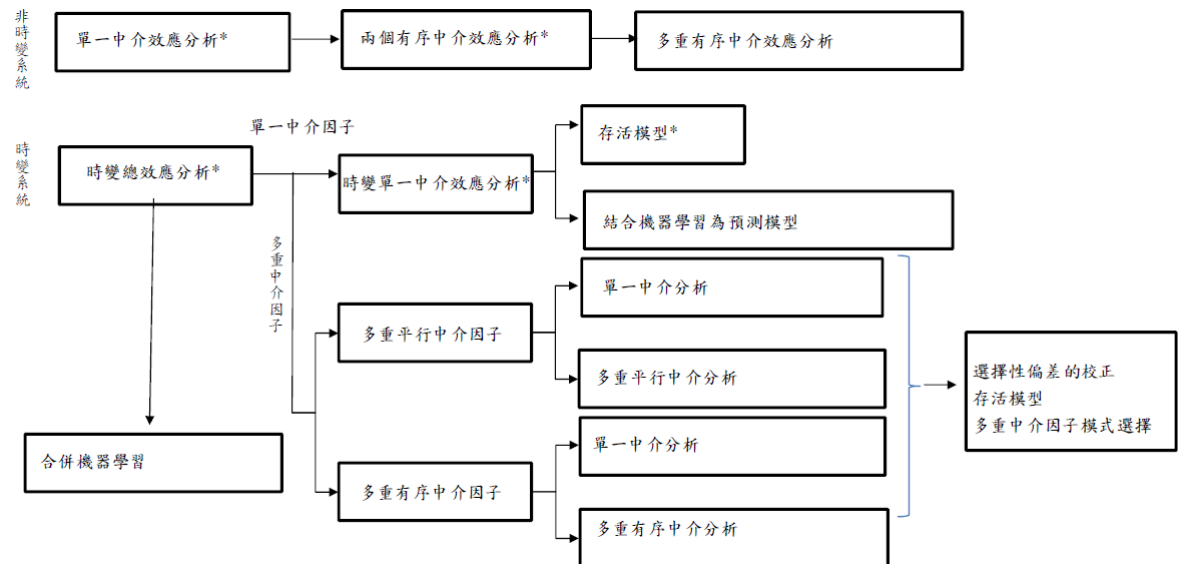 非時變系統
單一中介效應分析*
兩個有序中介效應分析*
多重有序中介效應分析
時變系統
時變總效應分析*
單一中介因子
時變單一中介效應分析*
存活模型*
結合機器學習為預測模型
多重中介因子
多重平行中介因子
單一中介分析
多重平行中介分析
多重有序中介因子
單一中介分析
多重有序中介分析
選擇性偏差的校正
存活模型
多重中介因子模式選擇
合併機器學習